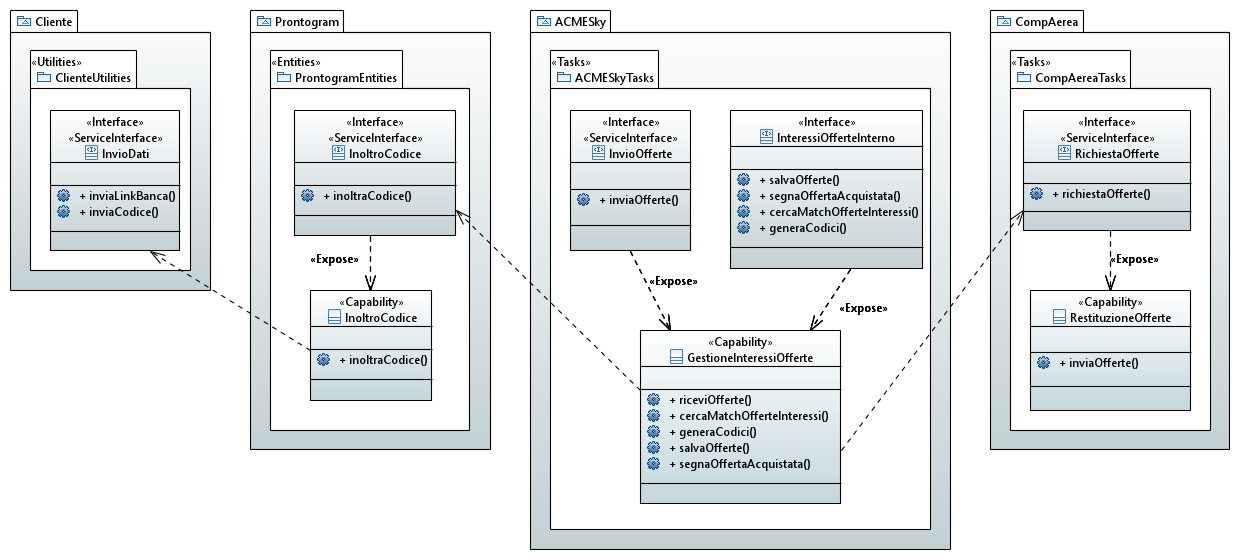 Cliente
«Utilities»
ClienteUtilities
«Interface»
«ServiceInterface»
InvioDati
+ inviaLinkBanca()
+ inviaCodice()
Prontogram
«Entities»
ProntogramEntities
«Interface»
«ServiceInterface»
InoltroCodice
+ inoltraCodice()
«Expose»
«Capability»
InoltroCodice
+ inoltraCodice()
ACMESky
«Tasks»
ACMESkyTasks
«Interface»
«ServiceInterface»
InvioOfferte
+ inviaOfferte()
«Interface»
InteressiOfferteInterno
+ salvaOfferte()
+ segnaOffertaAcquistata()
+ cercaMatchOfferteInteressi()
+ generaCodici()
«Expose»
«Expose»
«Capability»
GestioneInteressiOfferte
+ riceviOfferte()
+ cercaMatchOfferteInteressi()
+ generaCodici()
+ salvaOfferte()
+ segnaOffertaAcquistata()
CompAerea
«Tasks»
CompAereaTasks
«Interface»
«ServiceInterface»
RichiestaOfferte
+ richiestaOfferte()
«Expose»
«Capability»
RestituzioneOfferte
+ inviaOfferte()